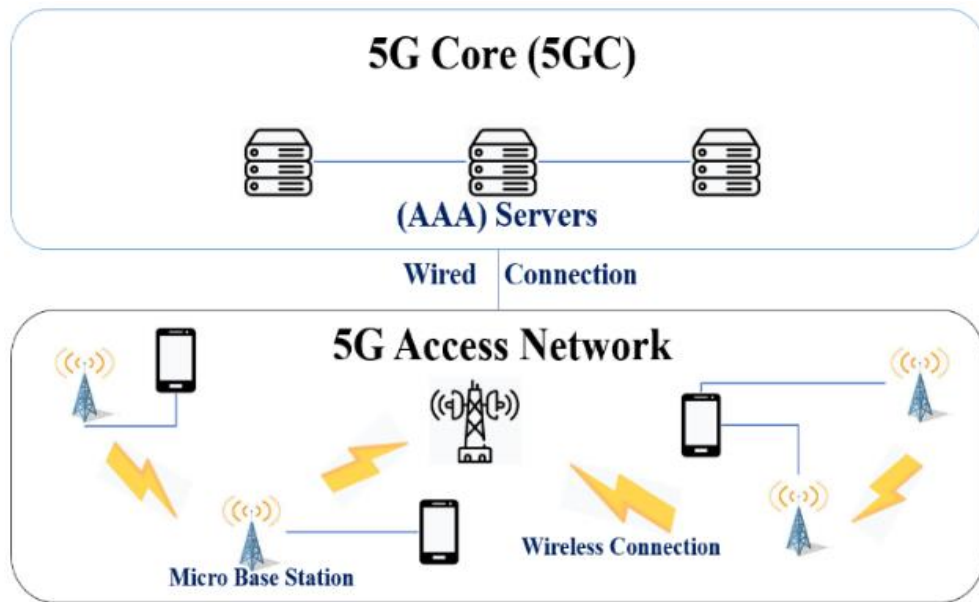 5G Core (5GC)
(AAA) Servers
Wired Connection
5G Access Network
Wireless Connection
Micro Base Station